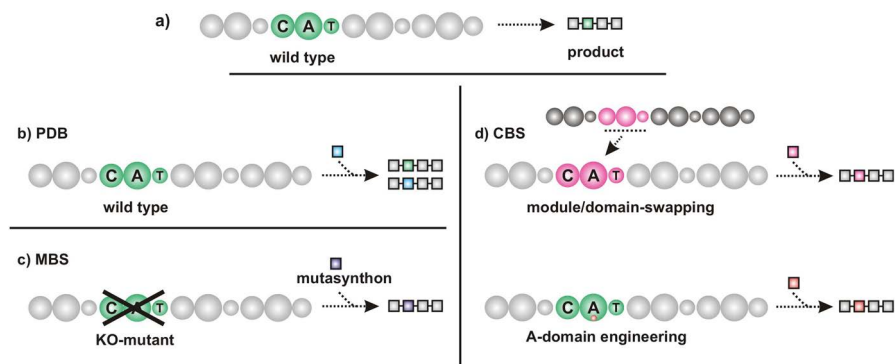 a)
C A T
wild type
product
b) PDB
C A T
wild type
c) MBS
C A T
KO-mutant
mutasynthon
d) CBS
C A T
module/domain-swapping
C A T
A-domain engineering